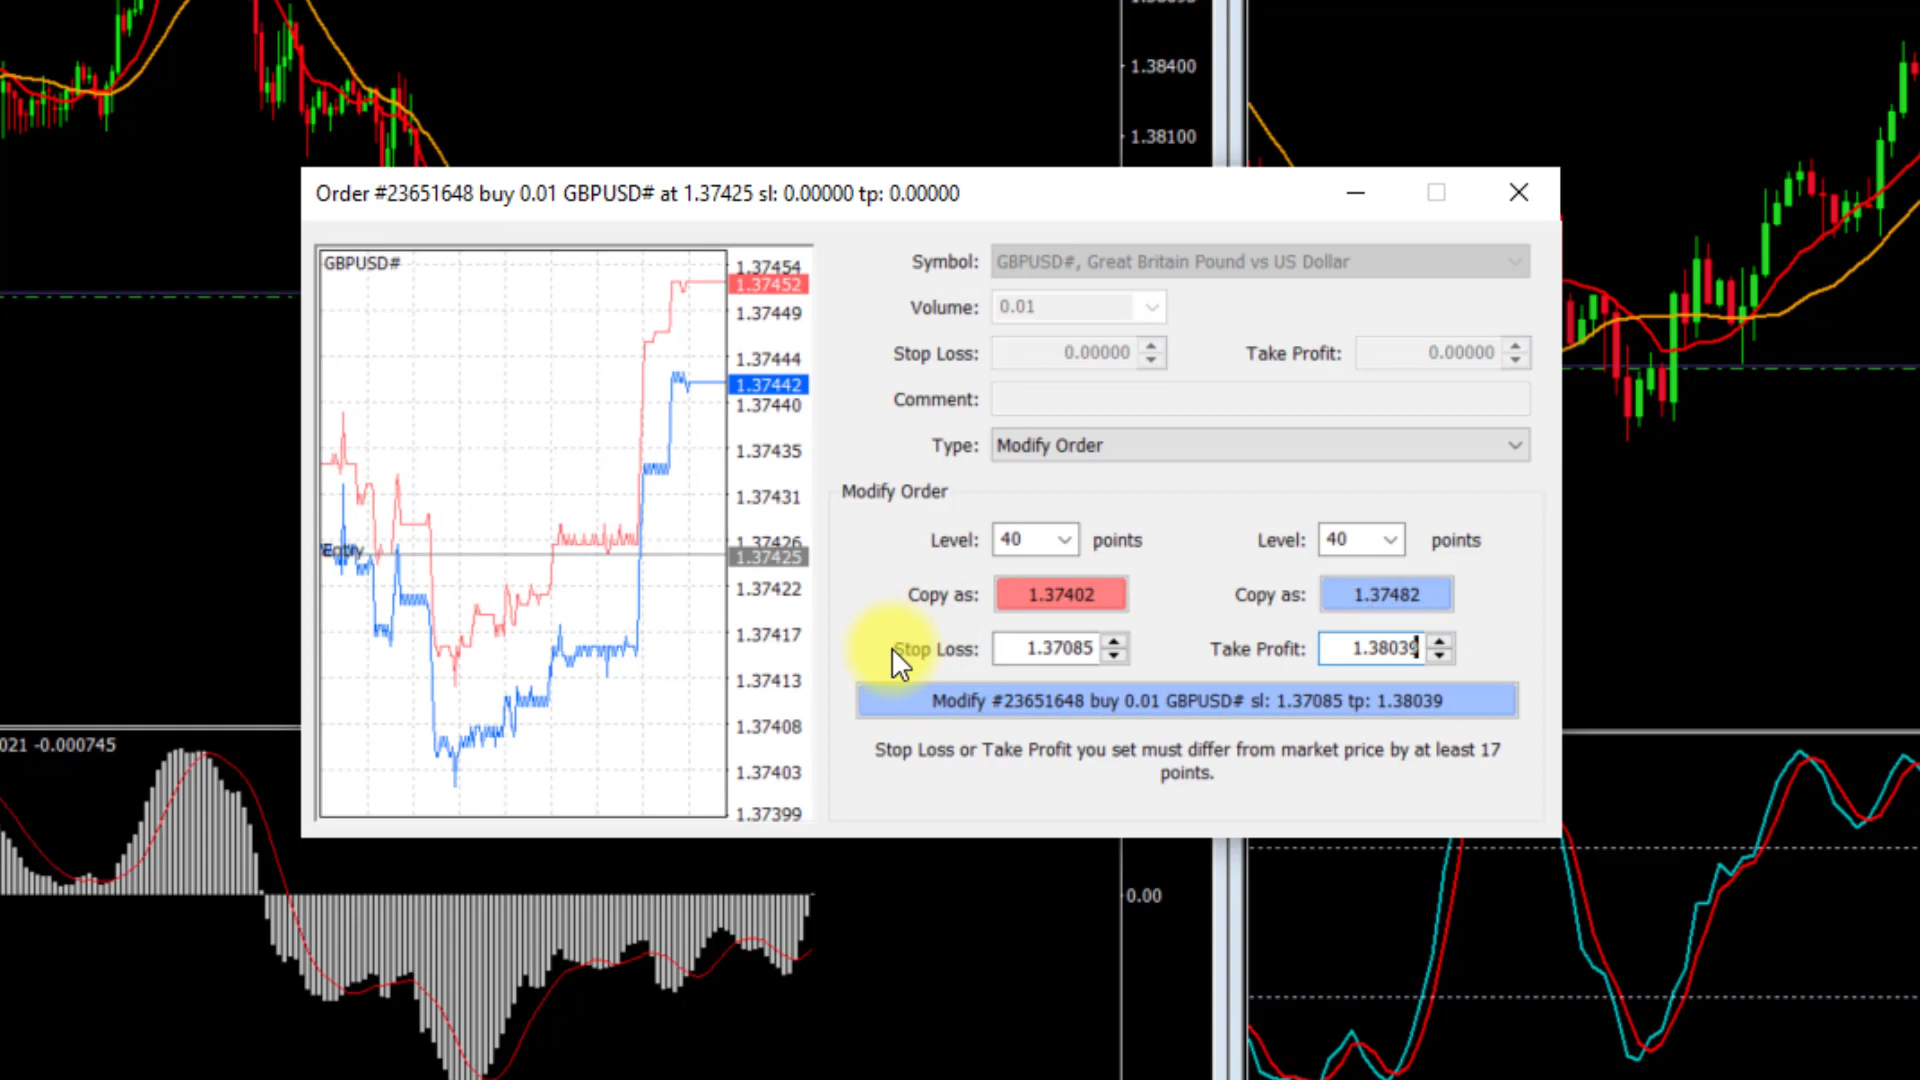 1.38400
1.38100
Order #23651648 buy 0.01 GBPUSD# at 1.37425 sl: 0.00000 tp: 0.00000
GBPUSD#
1.37454
1.37452
1.37449
1.37444
1.37442
1.37440
1.37435
1.37431
1.37426
1.37425
1.37422
1.37417
1.37413
1.37408
1.37403
1.37399
Symbol: GBPUSD#, Great Britain Pound vs US Dollar
Volume: 0.01
Stop Loss: 0.00000 Take Profit: 0.00000
Comment:
Type: Modify Order
Modify Order
Level: 40 points Level: 40 points
Copy as: 1.37402 Copy as: 1.37482
Stop Loss: 1.37085 Take Profit: 1.38039
Modify #23651648 buy 0.01 GBPUSD# sl: 1.37085 tp: 1.38039
Stop Loss or Take Profit you set must differ from market price by at least 17
points.
021 -0.000745
0.00